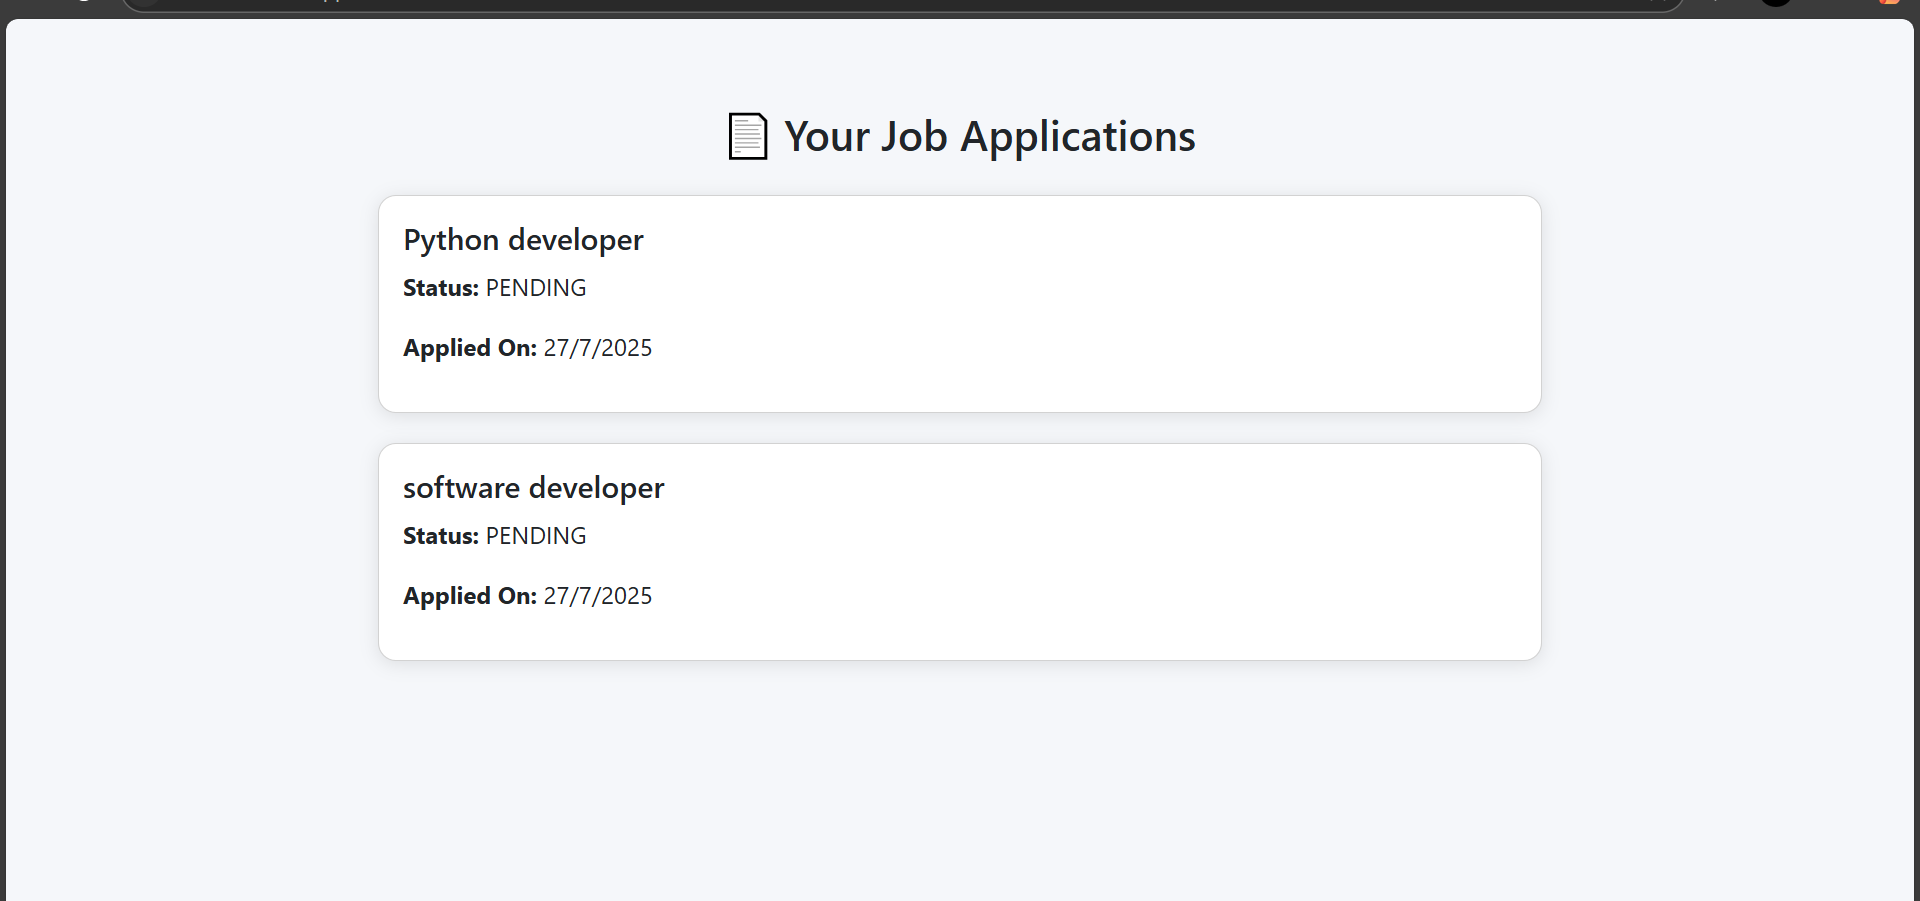 Your Job Applications
Python developer
Status: PENDING
Applied On: 27/7/2025
software developer
Status: PENDING
Applied On: 27/7/2025